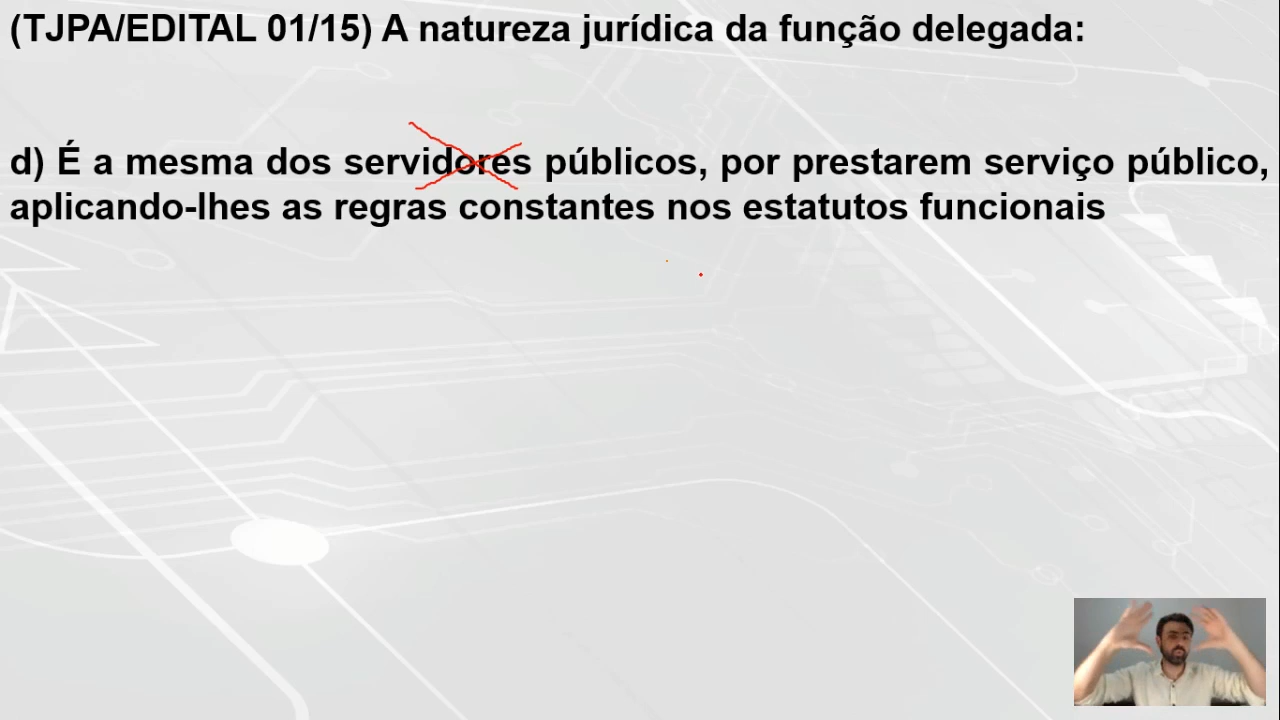 (TJPA/EDITAL 01/15) A natureza jurídica da função delegada:
d) É a mesma dos servidores públicos, por prestarem serviço público,
aplicando-lhes as regras constantes nos estatutos funcionais